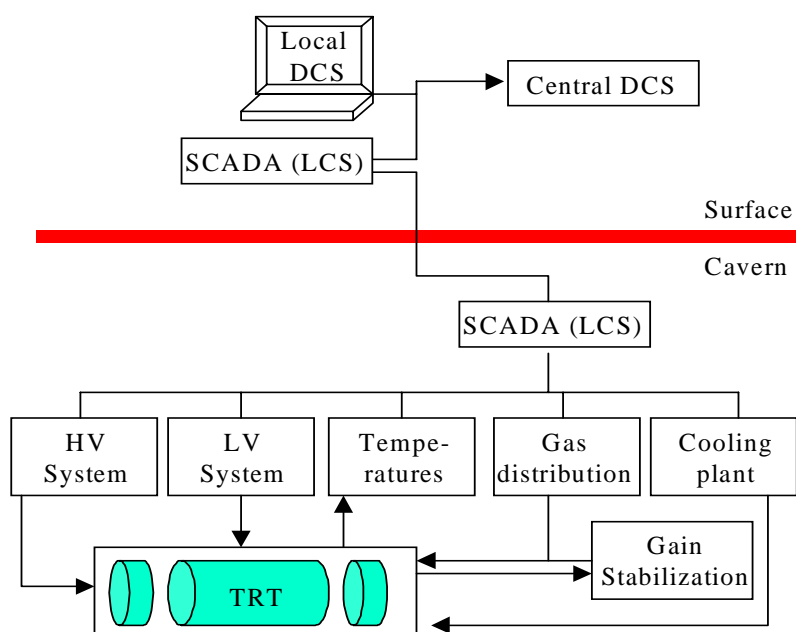 Local
DCS
Central DCS
SCADA (LCS)
Surface
Cavern
SCADA (LCS)
HV
System
LV
System
Tempe-
ratures
Gas
distribution
Cooling
plant
Gain
Stabilization
TRT